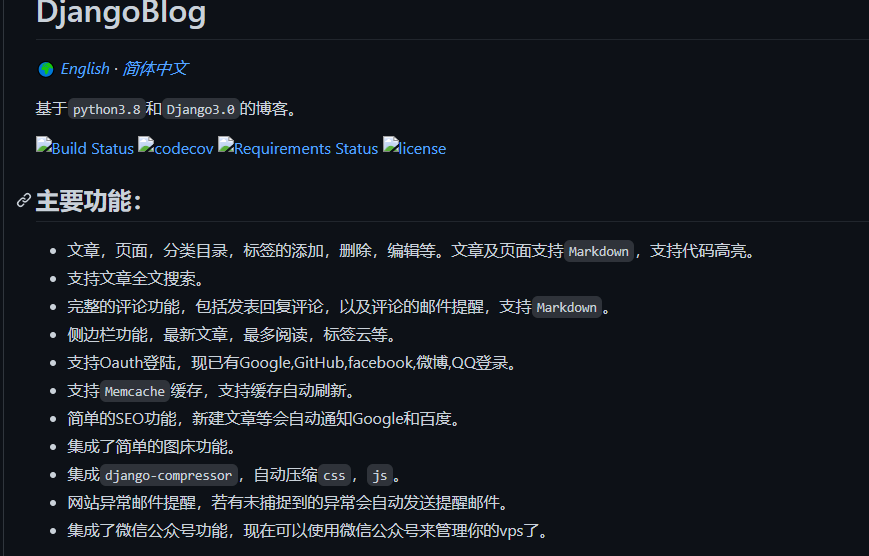 DjangoBlog
English · 简体中文
基于python3.8和Django3.0的博客。
Build Status codecov Requirements Status license
主要功能：
文章，页面，分类目录，标签的添加，删除，编辑等。文章及页面支持Markdown，支持代码高亮。
支持文章全文搜索。
完整的评论功能，包括发表回复评论，以及评论的邮件提醒，支持Markdown。
侧边栏功能，最新文章，最多阅读，标签云等。
支持Oauth登陆，现已有Google,GitHub,facebook,微博,QQ登录。
支持Memcache缓存，支持缓存自动刷新。
简单的SEO功能，新建文章等会自动通知Google和百度。
集成了简单的图床功能。
集成django-compressor，自动压缩css，js。
网站异常邮件提醒，若有未捕捉到的异常会自动发送提醒邮件。
集成了微信公众号功能，现在可以使用微信公众号来管理你的vps了。